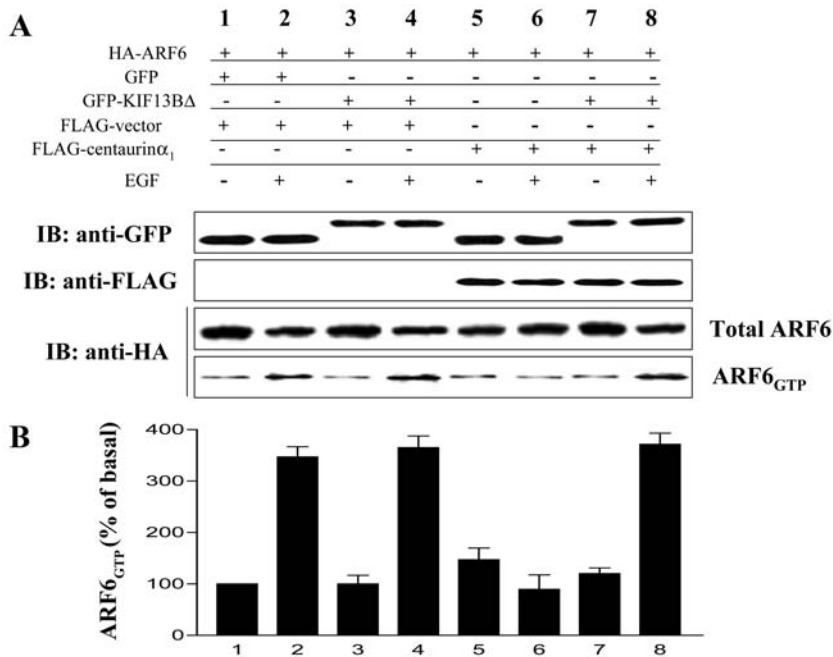 A
1 2 3 4 5 6 7 8
HA-ARF6 + + + + + + + +
GFP + + - - - - - -
GFP-KIF13BΔ - - + + - - + +
FLAG-vector + + + + - - - -
FLAG-centaurinα₁ - - - - + + + +
EGF - + - + - + - +
IB: anti-GFP
IB: anti-FLAG
IB: anti-HA
Total ARF6
ARF6GTP
B
ARF6GTP (% of basal)
400
300
200
100
0
1 2 3 4 5 6 7 8